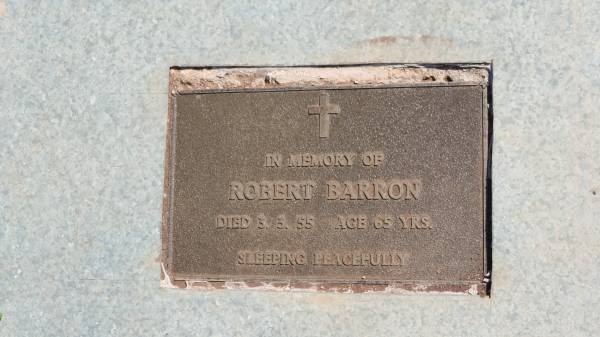 IN MEMORY OF
ROBERT BARRON
DIED 3. 3. 55 AGE 65 YRS.
SLEEPING PEACEFULLY